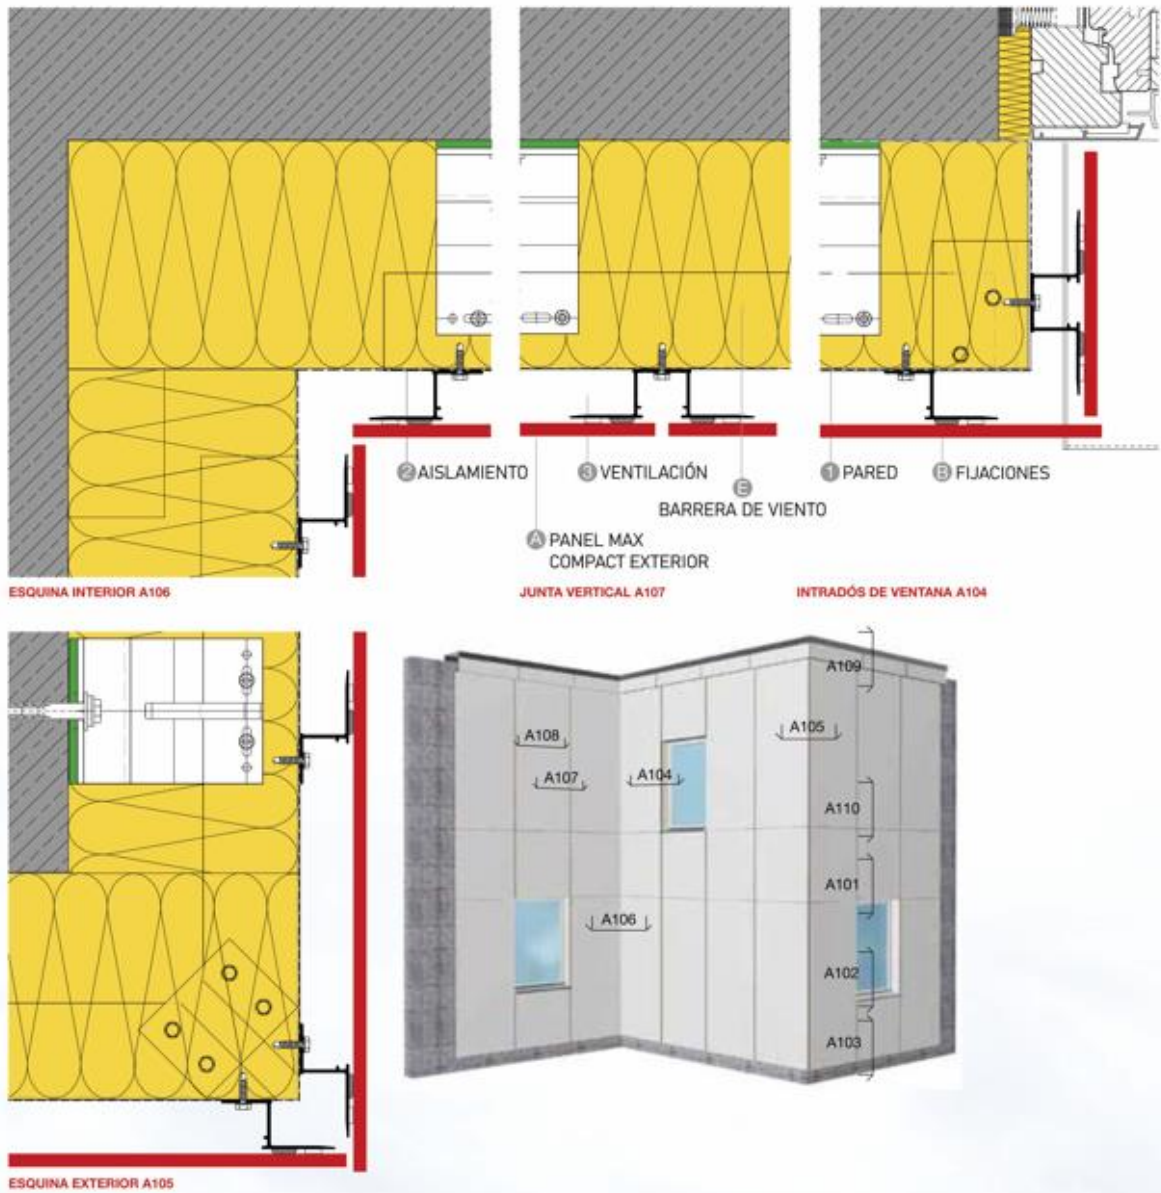 2 AISLAMIENTO
3 VENTILACIÓN
1 PARED
B FIJACIONES
E
BARRERA DE VIENTO
A PANEL MAX
COMPACT EXTERIOR
ESQUINA INTERIOR A106
JUNTA VERTICAL A107
INTRADÓS DE VENTANA A104
A109
A105
A108
A107
A104
A110
A101
A106
A102
A103
ESQUINA EXTERIOR A105